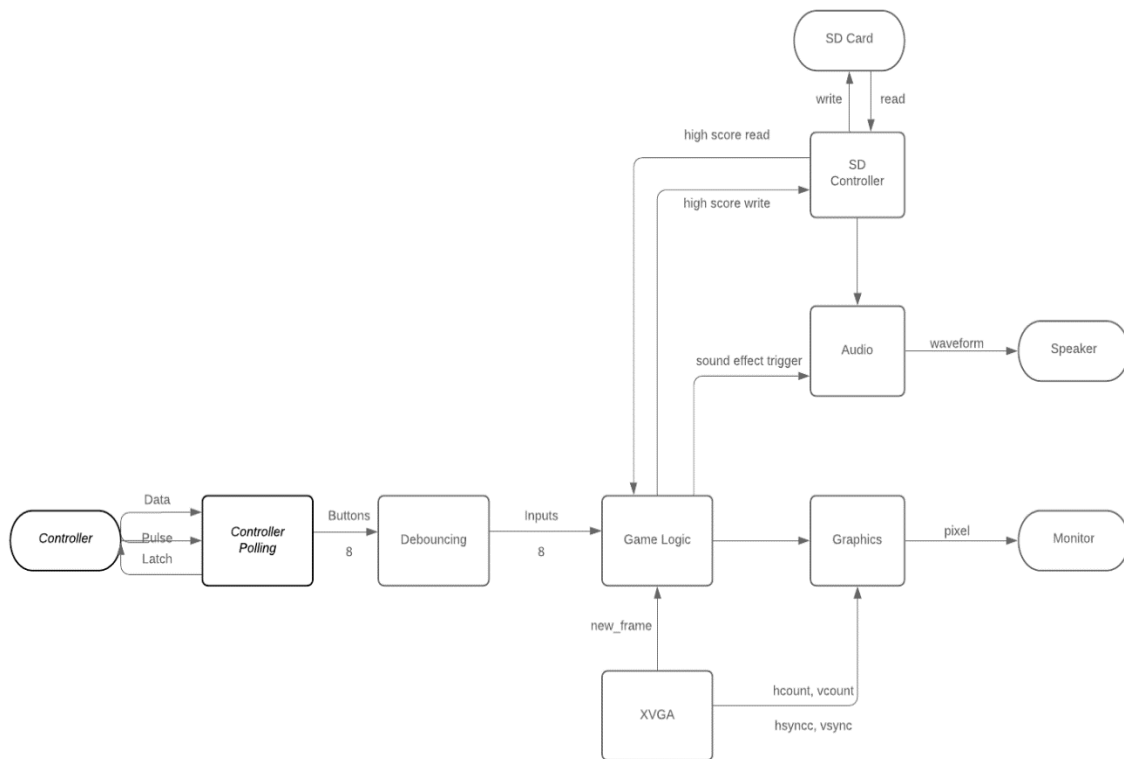 SD Card
write
read
high score read
SD
Controller
high score write
Audio
waveform
Speaker
sound effect trigger
Data
Controller
Pulse
Latch
Controller
Polling
Buttons
8
Debouncing
Inputs
8
Game Logic
Graphics
pixel
Monitor
new_frame
XVGA
hcount, vcount
hsyncc, vsync